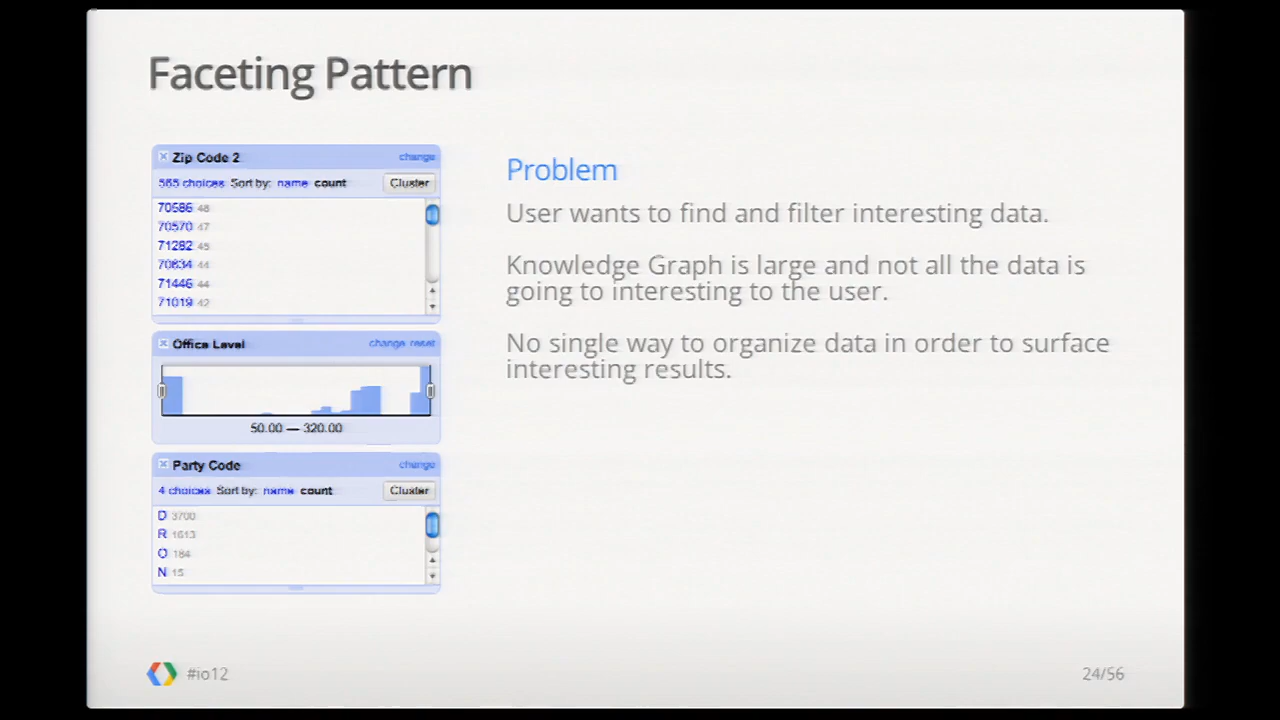 Faceting Pattern
Zip Code 2 change
565 choices Sort by: name count Cluster
70586 48
70570 47
71282 45
70634 44
71446 44
71019 42
Office Level change reset
50.00 — 320.00
Party Code change
4 choices Sort by: name count Cluster
D 3700
R 1613
O 184
N 15
Problem
User wants to find and filter interesting data.
Knowledge Graph is large and not all the data is
going to interesting to the user.
No single way to organize data in order to surface
interesting results.
#io12
24/56